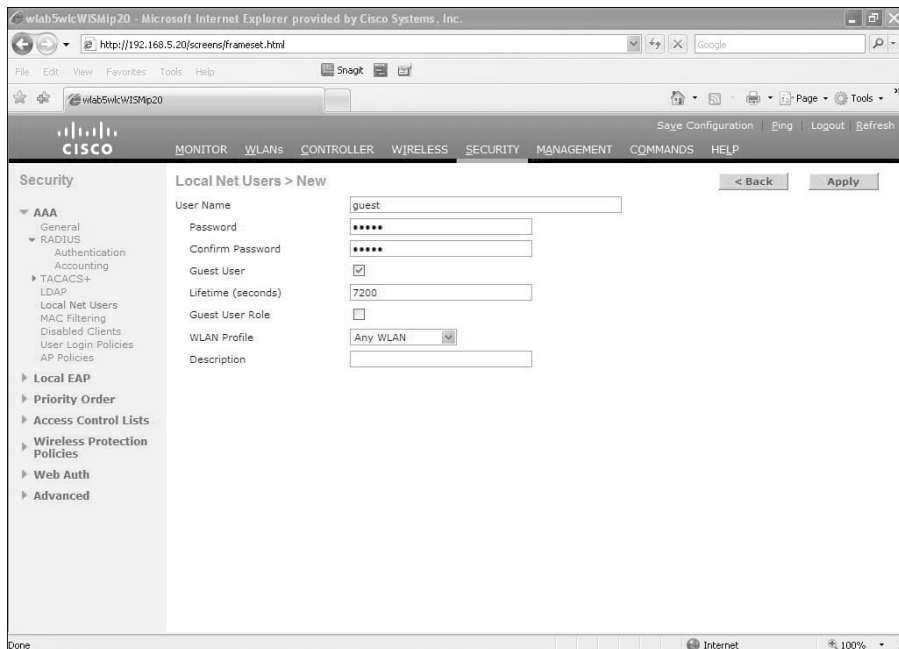 wlab5wlcWISMip20 - Microsoft Internet Explorer provided by Cisco Systems, Inc.
http://192.168.5.20/screens/frameset.html
Google
File Edit View Favorites Tools Help
SnagIt
wlab5wlcWISMip20
Page
Tools
Save Configuration | Ping | Logout | Refresh
CISCO
MONITOR WLANs CONTROLLER WIRELESS SECURITY MANAGEMENT COMMANDS HELP
Security
AAA
General
RADIUS
Authentication
Accounting
TACACS+
LDAP
Local Net Users
MAC Filtering
Disabled Clients
User Login Policies
AP Policies
Local EAP
Priority Order
Access Control Lists
Wireless Protection
Policies
Web Auth
Advanced
Local Net Users > New
< Back
Apply
User Name guest
Password •••••
Confirm Password •••••
Guest User
Lifetime (seconds) 7200
Guest User Role
WLAN Profile Any WLAN
Description
Done
Internet
100%